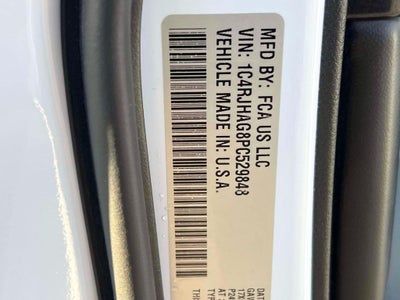 MFD BY: FCA US LLC
VIN: 1C4RJHAG8PC529848
VEHICLE MADE IN: U.S.A.